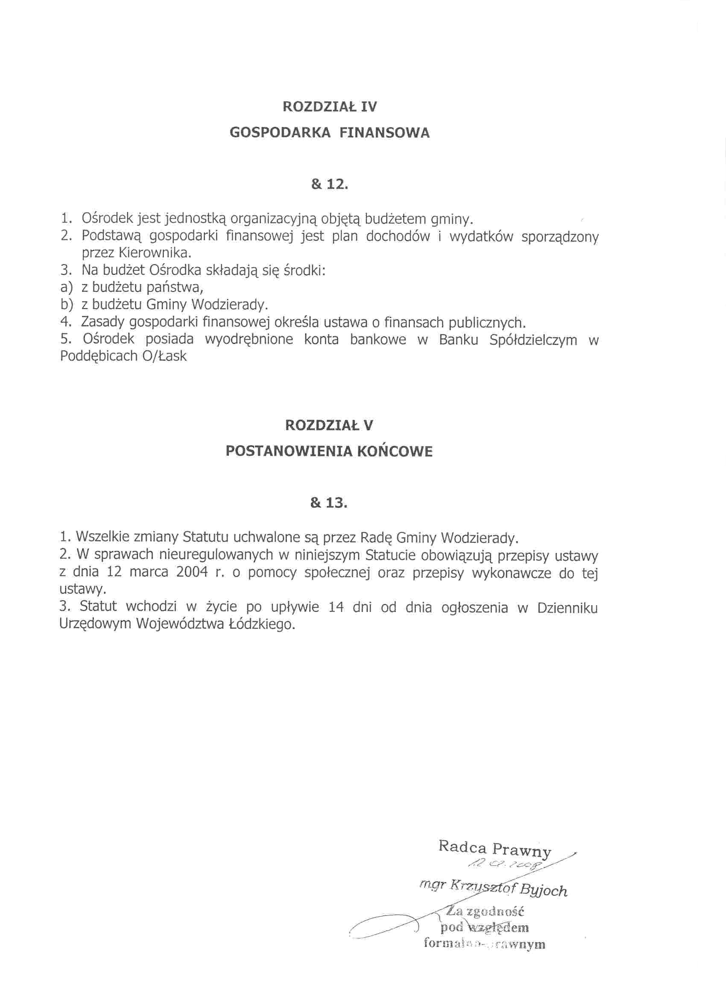 ROZDZIAŁ IV
GOSPODARKA FINANSOWA
& 12.
1. Ośrodek jest jednostką organizacyjną objętą budżetem gminy.
2. Podstawą gospodarki finansowej jest plan dochodów i wydatków sporządzony
przez Kierownika.
3. Na budżet Ośrodka składają się środki:
a) z budżetu państwa,
b) z budżetu Gminy Wodzierady.
4. Zasady gospodarki finansowej określa ustawa o finansach publicznych.
5. Ośrodek posiada wyodrębnione konta bankowe w Banku Spółdzielczym w
Poddębicach O/Łask
ROZDZIAŁ V
POSTANOWIENIA KOŃCOWE
& 13.
1. Wszelkie zmiany Statutu uchwalone są przez Radę Gminy Wodzierady.
2. W sprawach nieuregulowanych w niniejszym Statucie obowiązują przepisy ustawy
z dnia 12 marca 2004 r. o pomocy społecznej oraz przepisy wykonawcze do tej
ustawy.
3. Statut wchodzi w życie po upływie 14 dni od dnia ogłoszenia w Dzienniku
Urzędowym Województwa Łódzkiego.
Radca Prawny
mgr Krzysztof Byjoch
Za zgodność
pod względem
formalno-prawnym